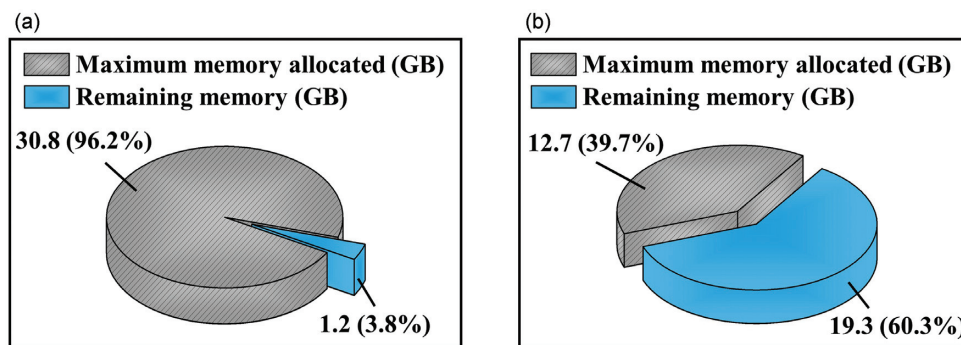 (a)
Maximum memory allocated (GB)
Remaining memory (GB)
30.8 (96.2%)
1.2 (3.8%)
(b)
Maximum memory allocated (GB)
Remaining memory (GB)
12.7 (39.7%)
19.3 (60.3%)